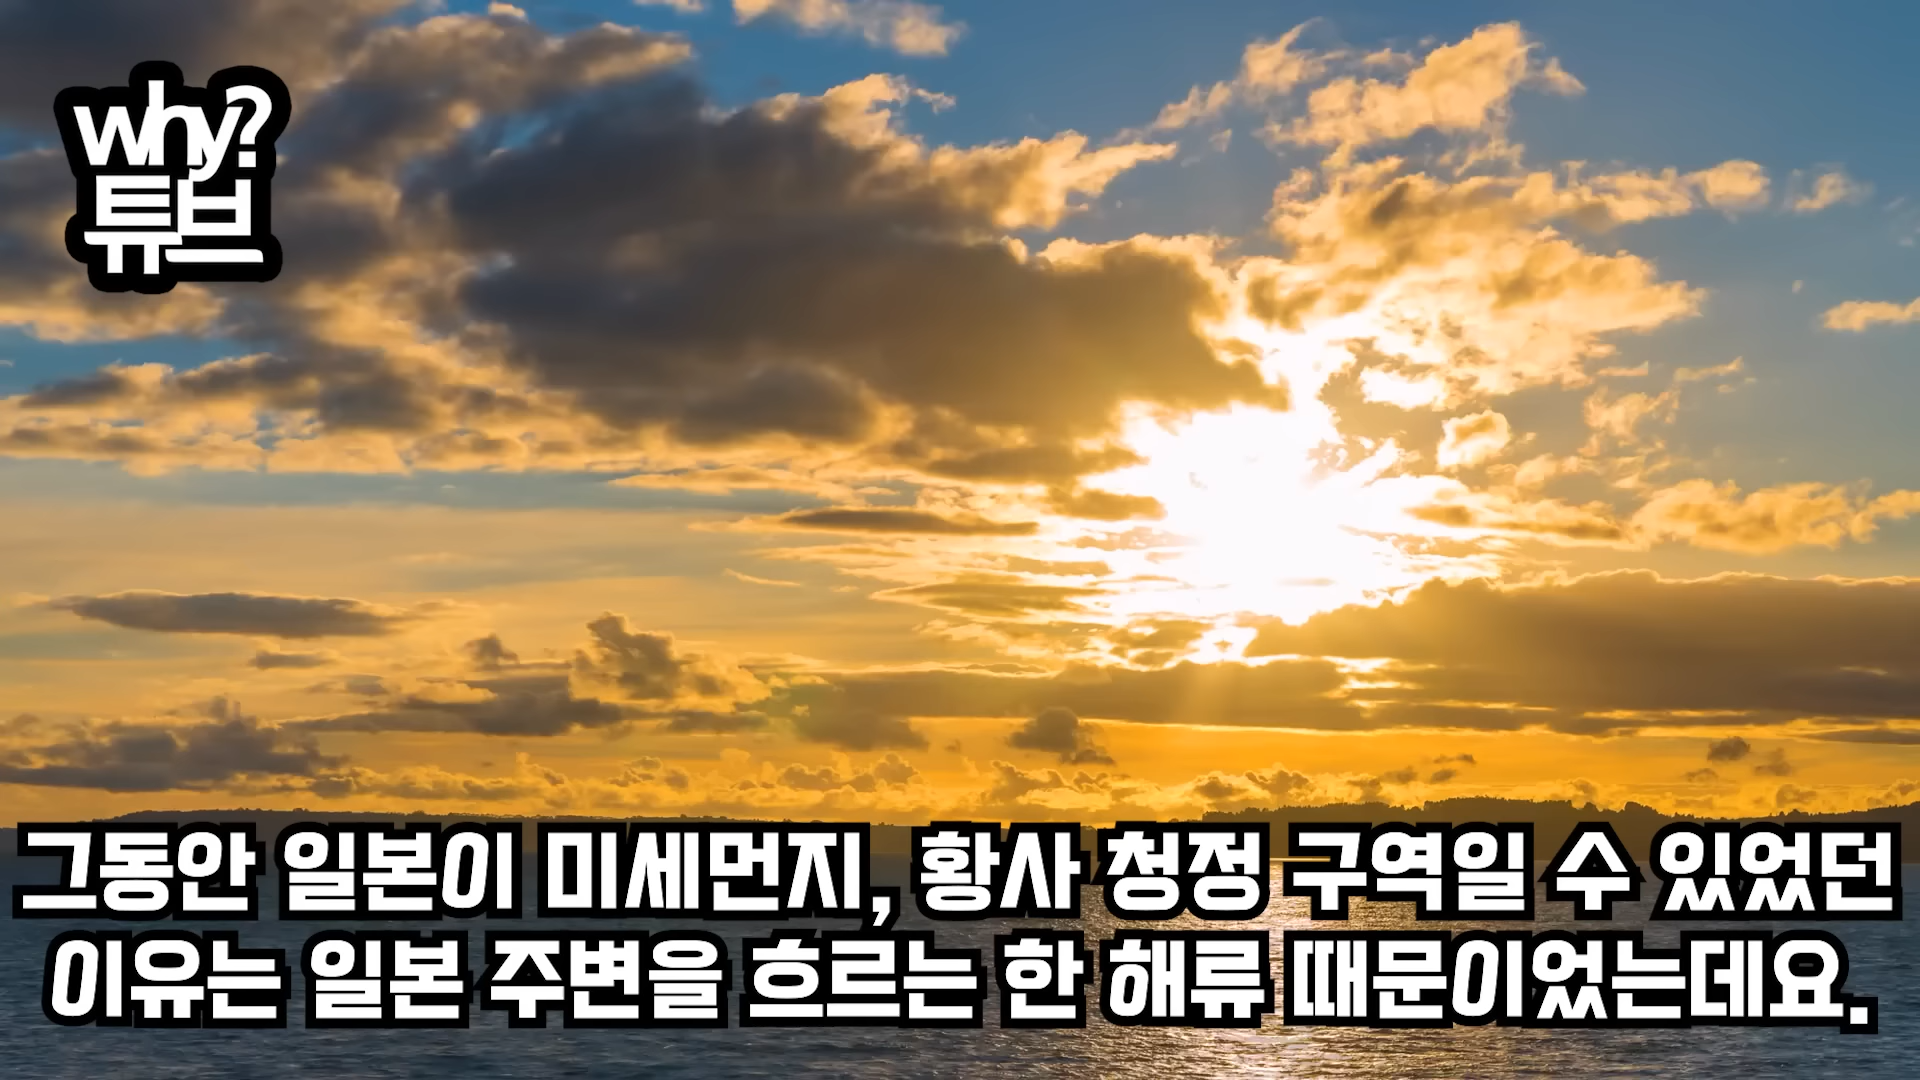 why?
튜브
그동안 일본이 미세먼지, 황사 청정 구역일 수 있었던
이유는 일본 주변을 흐르는 한 해류 때문이었는데요.